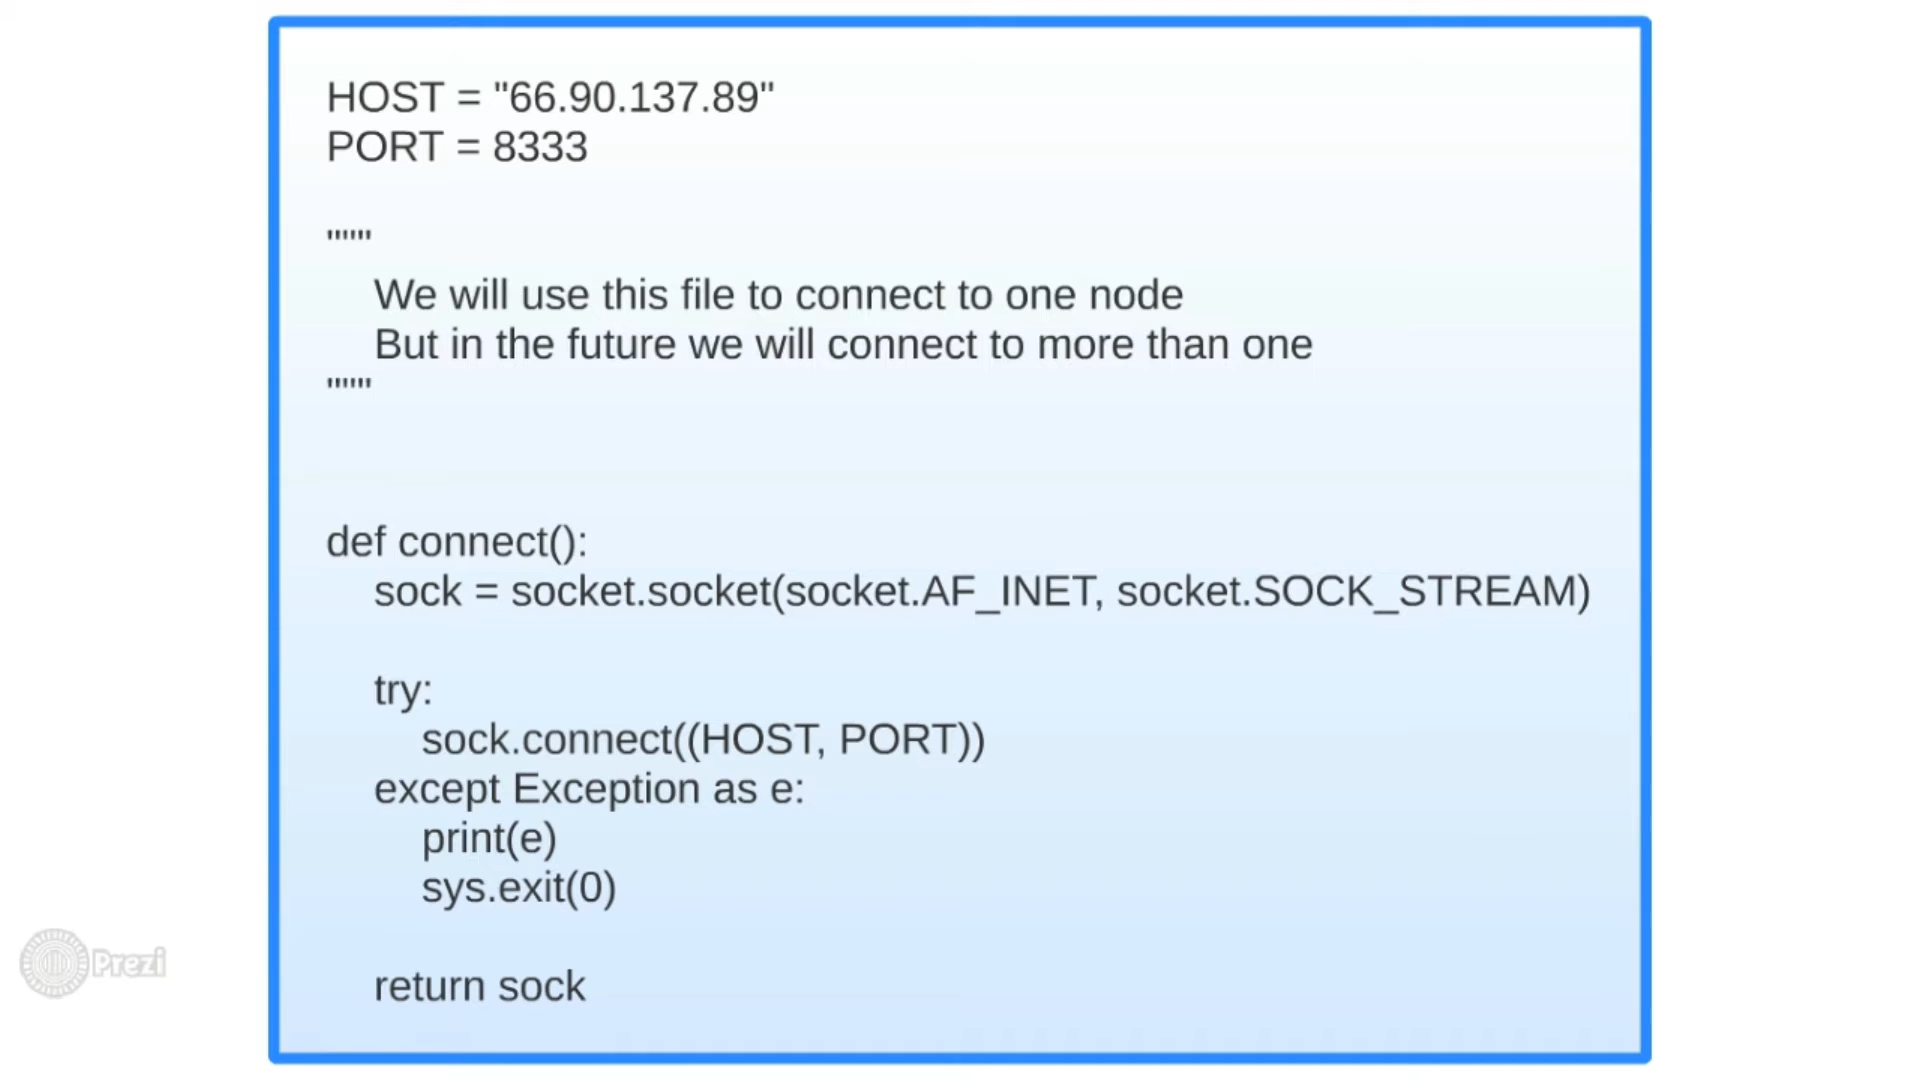 HOST = "66.90.137.89"
PORT = 8333
"""
We will use this file to connect to one node
But in the future we will connect to more than one
"""
def connect():
sock = socket.socket(socket.AF_INET, socket.SOCK_STREAM)
try:
sock.connect((HOST, PORT))
except Exception as e:
print(e)
sys.exit(0)
return sock
Prezi